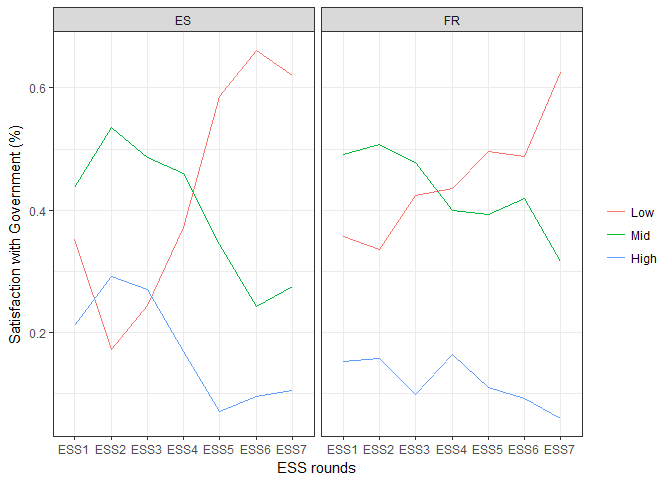 ES FR
Satisfaction with Government (%)
0.6
0.4
0.2
ESS1 ESS2 ESS3 ESS4 ESS5 ESS6 ESS7 ESS1 ESS2 ESS3 ESS4 ESS5 ESS6 ESS7
ESS rounds
Low
Mid
High